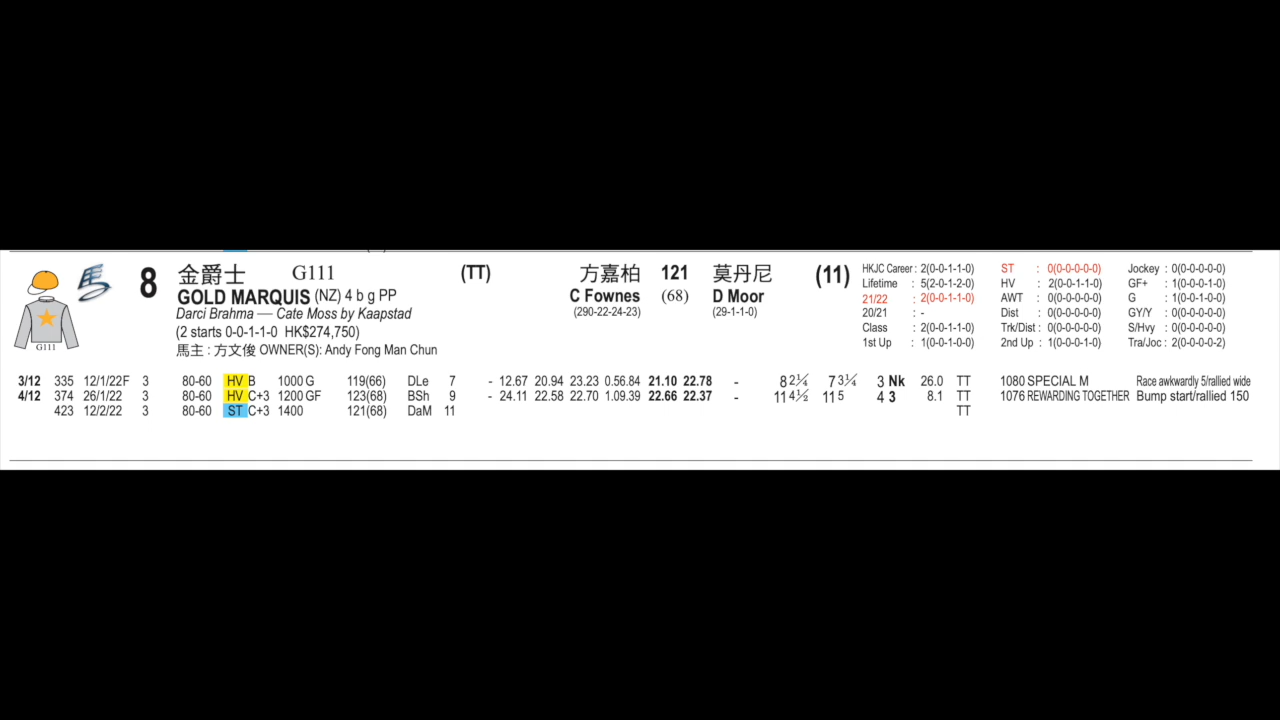 8 金爵士 G111 (TT) 方嘉柏 121 莫丹尼 (11)
GOLD MARQUIS (NZ) 4 b g PP C Fownes (68) D Moor
Darci Brahma — Cate Moss by Kaapstad (290-22-24-23) (29-1-1-0)
(2 starts 0-0-1-1-0 HK$274,750)
馬主 : 方文俊 OWNER(S): Andy Fong Man Chun
G111
HKJC Career : 2(0-0-1-1-0) ST : 0(0-0-0-0-0) Jockey : 0(0-0-0-0-0)
Lifetime : 5(2-0-1-2-0) HV : 2(0-0-1-1-0) GF+ : 1(0-0-0-1-0)
21/22 : 2(0-0-1-1-0) AWT : 0(0-0-0-0-0) G : 1(0-0-1-0-0)
20/21 : - Dist : 0(0-0-0-0-0) GY/Y : 0(0-0-0-0-0)
Class : 2(0-0-1-1-0) Trk/Dist : 0(0-0-0-0-0) S/Hvy : 0(0-0-0-0-0)
1st Up : 1(0-0-1-0-0) 2nd Up : 1(0-0-0-1-0) Tra/Joc : 2(0-0-0-0-2)
3/12 335 12/1/22F 3 80-60 HV B 1000 G 119(66) DLe 7 - 12.67 20.94 23.23 0.56.84 21.10 22.78 - 8 2¼ 7 3¼ 3 Nk 26.0 TT 1080 SPECIAL M Race awkwardly 5/rallied wide
4/12 374 26/1/22 3 80-60 HV C+3 1200 GF 123(68) BSh 9 - 24.11 22.58 22.70 1.09.39 22.66 22.37 - 11 4½ 11 5 4 3 8.1 TT 1076 REWARDING TOGETHER Bump start/rallied 150
423 12/2/22 3 80-60 ST C+3 1400 121(68) DaM 11 TT